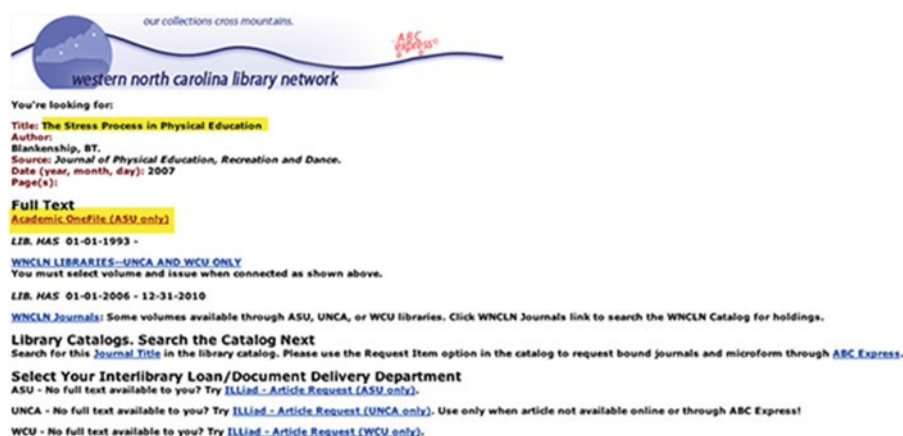 our collections cross mountains.
ABC
express
western north carolina library network
You're looking for:
Title: The Stress Process in Physical Education
Author:
Blankenship, BT.
Source: Journal of Physical Education, Recreation and Dance.
Date (year, month, day): 2007
Page(s):
Full Text
Academic OneFile (ASU only)
LIB. HAS 01-01-1993 -
WNCLN LIBRARIES--UNCA AND WCU ONLY
You must select volume and issue when connected as shown above.
LIB. HAS 01-01-2006 - 12-31-2010
WNCLN Journals: Some volumes available through ASU, UNCA, or WCU libraries. Click WNCLN Journals link to search the WNCLN Catalog for holdings.
Library Catalogs. Search the Catalog Next
Search for this Journal Title in the library catalog. Please use the Request Item option in the catalog to request bound journals and microform through ABC Express.
Select Your Interlibrary Loan/Document Delivery Department
ASU - No full text available to you? Try ILLiad - Article Request (ASU only).
UNCA - No full text available to you? Try ILLiad - Article Request (UNCA only). Use only when article not available online or through ABC Express!
WCU - No full text available to you? Try ILLiad - Article Request (WCU only).